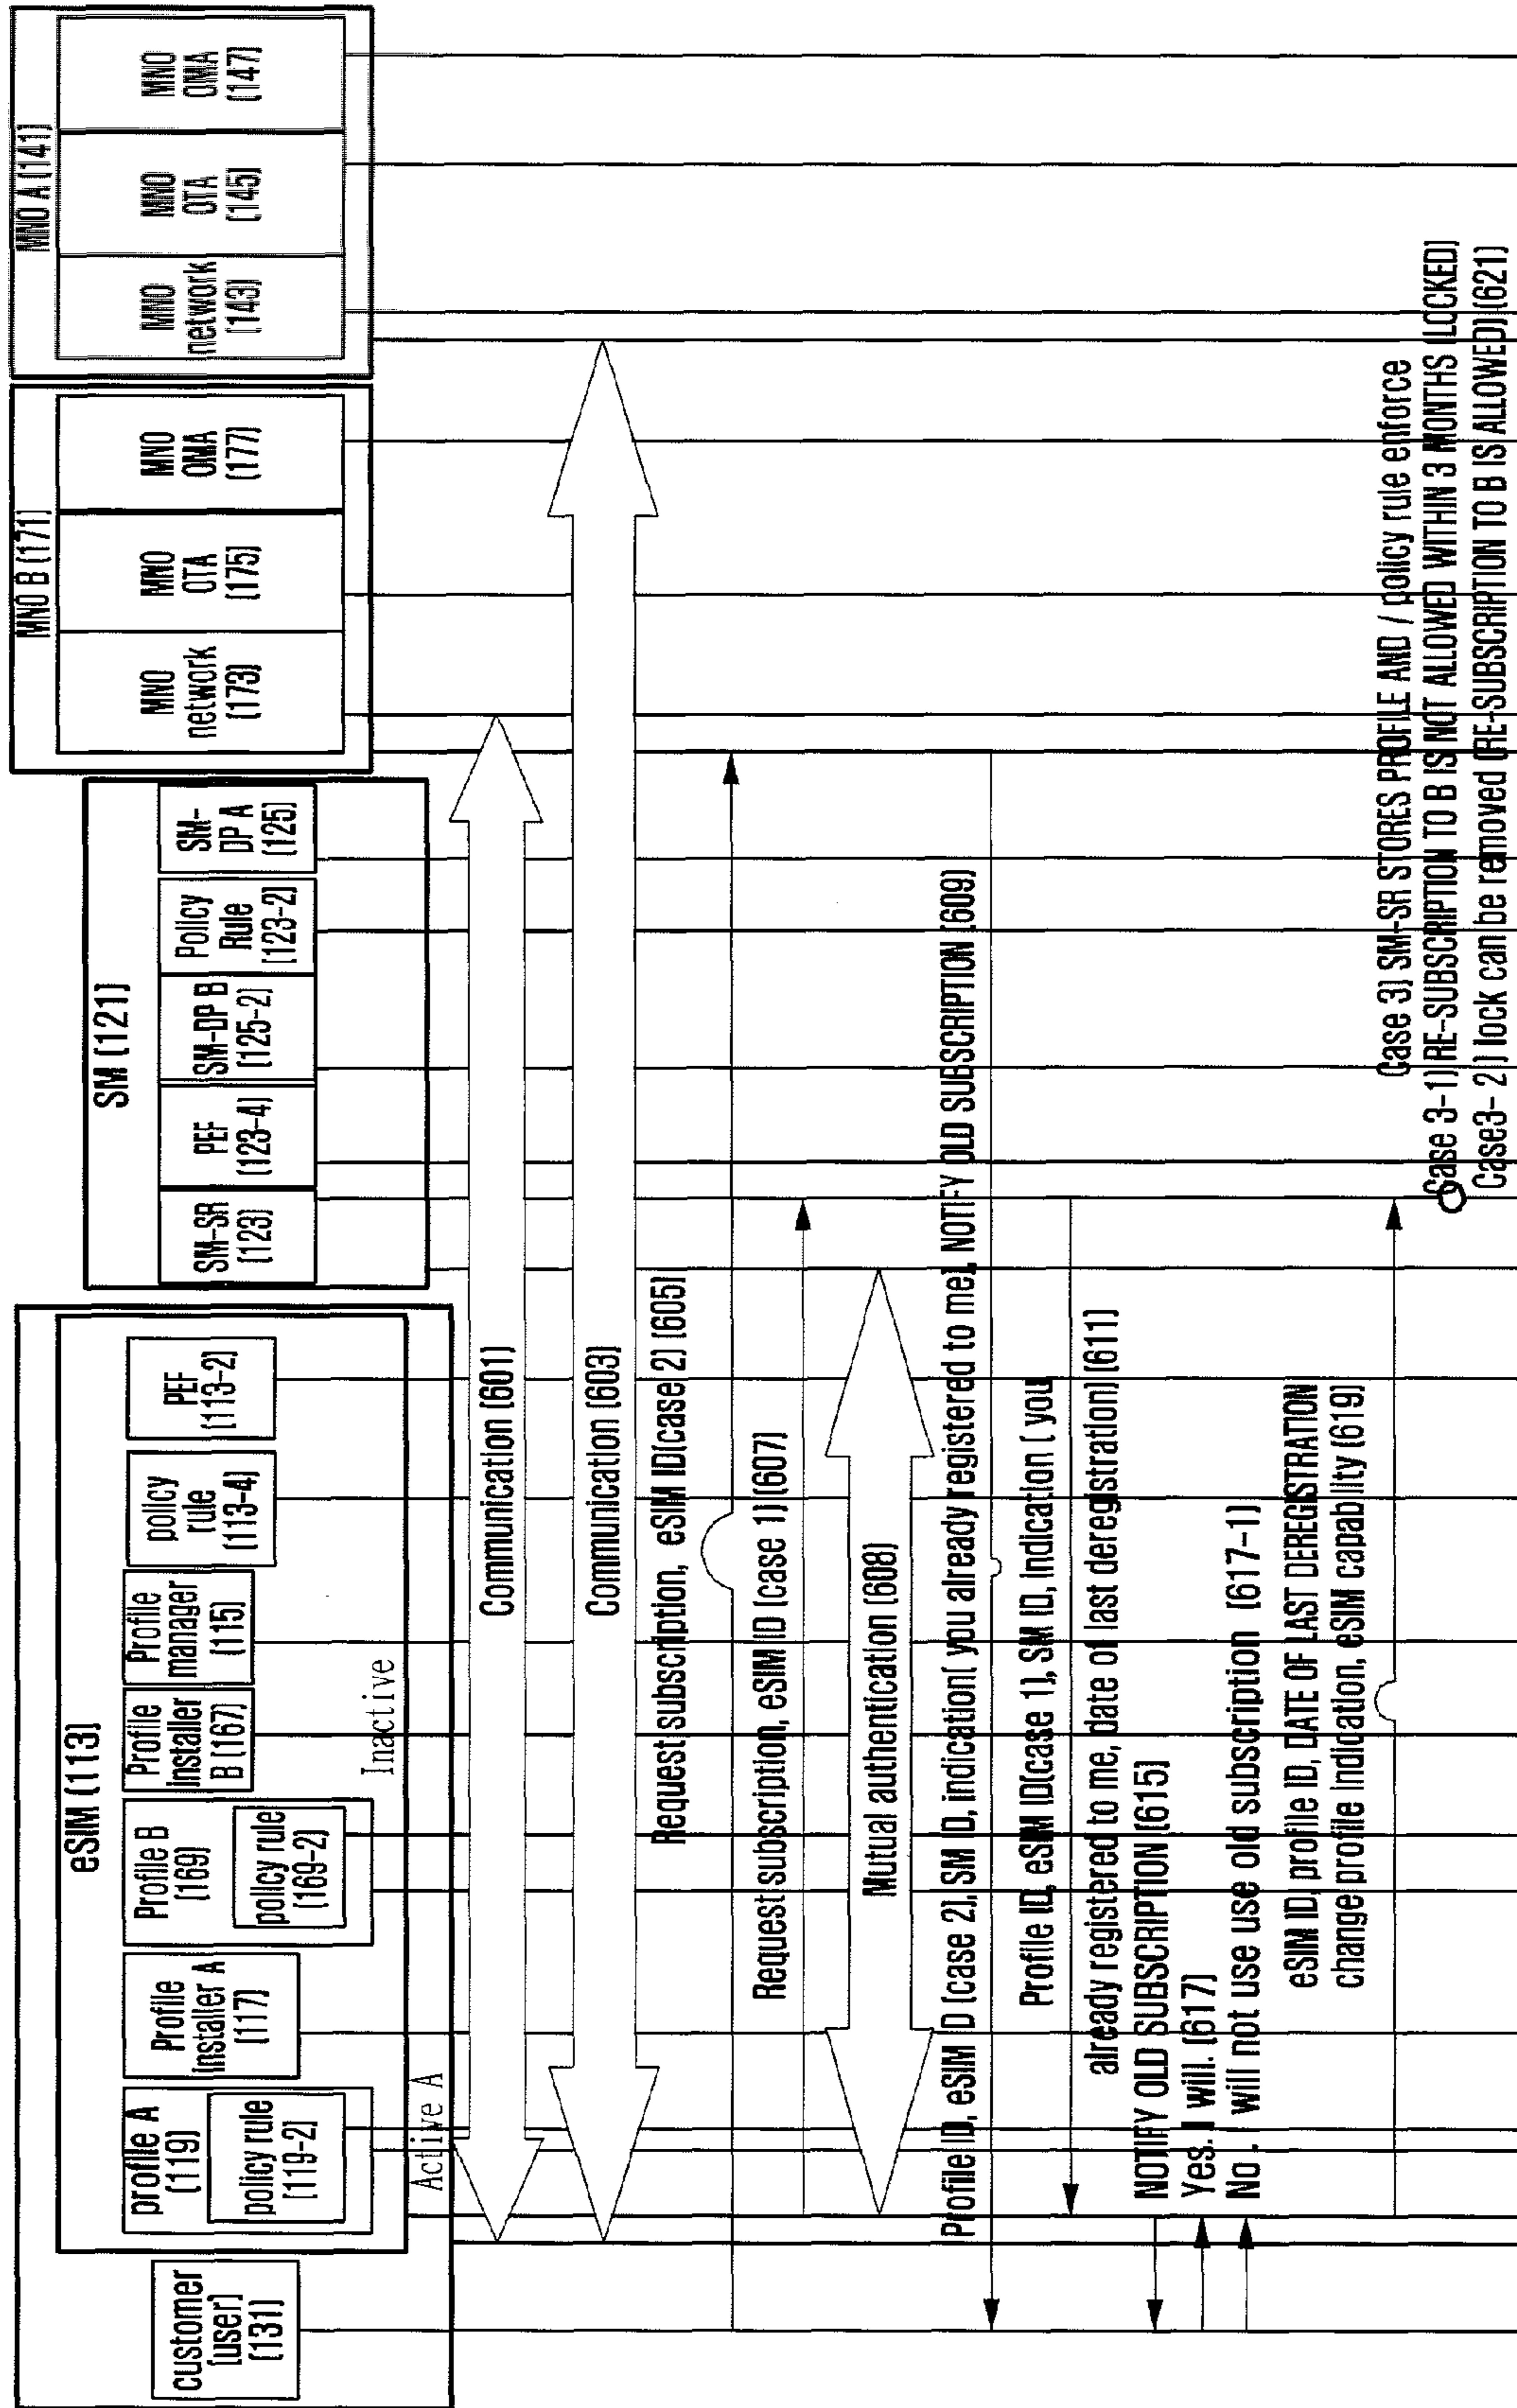 customer
(user)
(131)
eSIM (113)
profile A
(119)
policy rule
(119-2)
Profile
installer A
(117)
Profile B
(169)
policy rule
(169-2)
Profile
installer
B (167)
Profile
manager
(115)
policy
rule
(113-4)
PEF
(113-2)
Active A
Inactive
SM (121)
SM-SR
(123)
PEF
(123-4)
SM-DP B
(125-2)
Policy
Rule
(123-2)
SM-
DP A
(125)
MNO B (171)
MNO
network
(173)
MNO
OTA
(175)
MNO
OMA
(177)
MNO A (141)
MNO
network
(143)
MNO
OTA
(145)
MNO
OMA
(147)
Communication (601)
Communication (603)
Request subscription, eSIM ID(case 2) (605)
Request subscription, eSIM ID (case 1) (607)
Mutual authentication (608)
Profile ID, eSIM ID (case 2), SM ID, indication( you already registered to me), NOTIFY OLD SUBSCRIPTION (609)
Profile ID, eSIM ID(case 1), SM ID, indication ( you
already registered to me, date of last deregistration) (611)
NOTIFY OLD SUBSCRIPTION (615)
Yes. I will. (617)
No . I will not use use old subscription (617-1)
eSIM ID, profile ID, DATE OF LAST DEREGISTRATION
change profile indication, eSIM capability (619)
Case 3) SM-SR STORES PROFILE AND / policy rule enforce
Case 3-1)RE-SUBSCRIPTION TO B IS NOT ALLOWED WITHIN 3 MONTHS (LOCKED)
Case3- 2) lock can be removed (RE-SUBSCRIPTION TO B IS ALLOWED) (621)